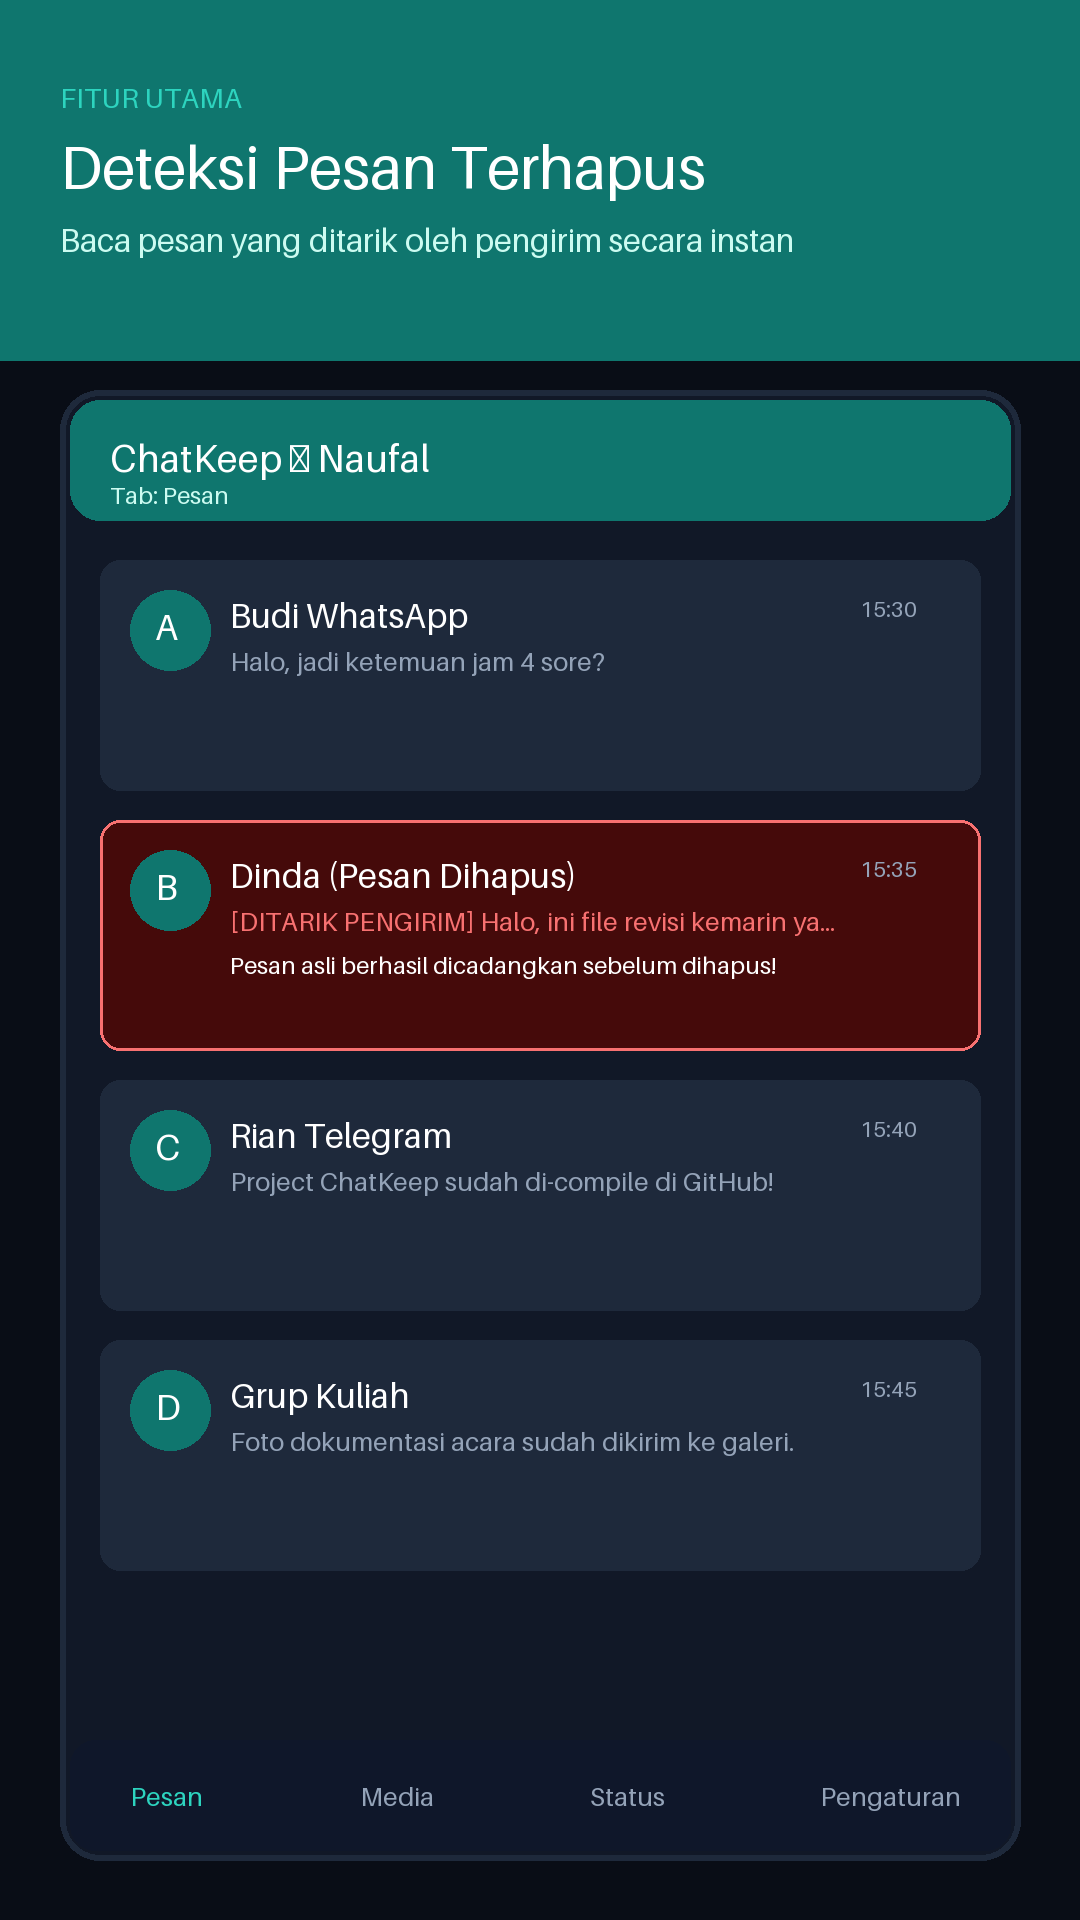 FITUR UTAMA
Deteksi Pesan Terhapus
Baca pesan yang ditarik oleh pengirim secara instan
ChatKeep Naufal
Tab: Pesan
A
Budi WhatsApp
15:30
Halo, jadi ketemuan jam 4 sore?
B
Dinda (Pesan Dihapus)
15:35
[DITARIK PENGIRIM] Halo, ini file revisi kemarin ya...
Pesan asli berhasil dicadangkan sebelum dihapus!
C
Rian Telegram
15:40
Project ChatKeep sudah di-compile di GitHub!
D
Grup Kuliah
15:45
Foto dokumentasi acara sudah dikirim ke galeri.
Pesan
Media
Status
Pengaturan